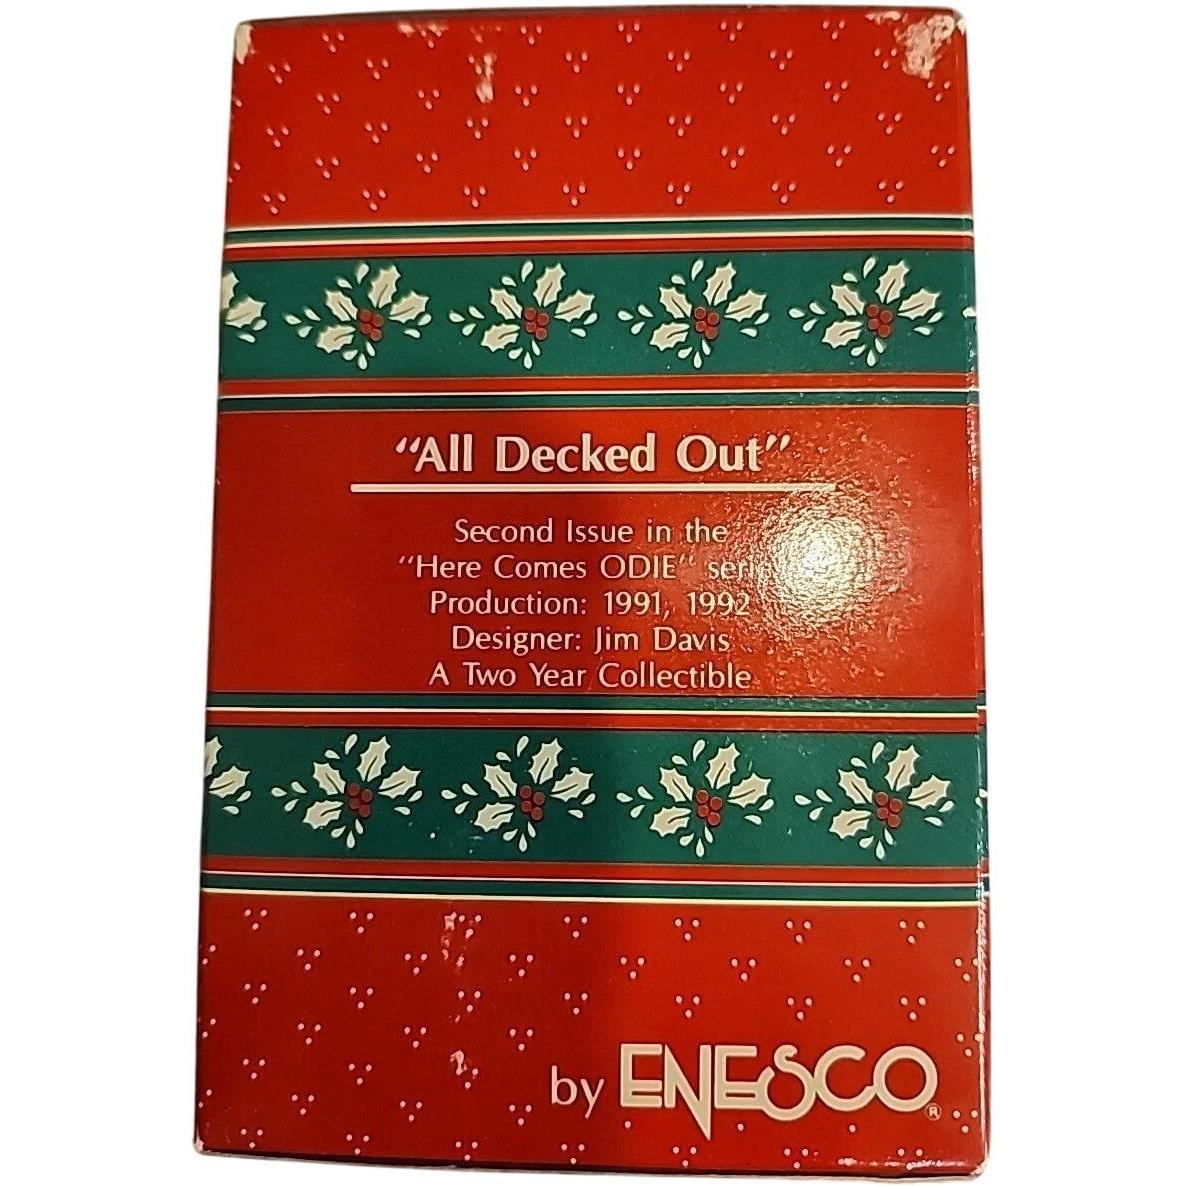 “All Decked Out”
Second Issue in the
“Here Comes ODIE” series
Production: 1991, 1992
Designer: Jim Davis
A Two Year Collectible
by ENESCO®